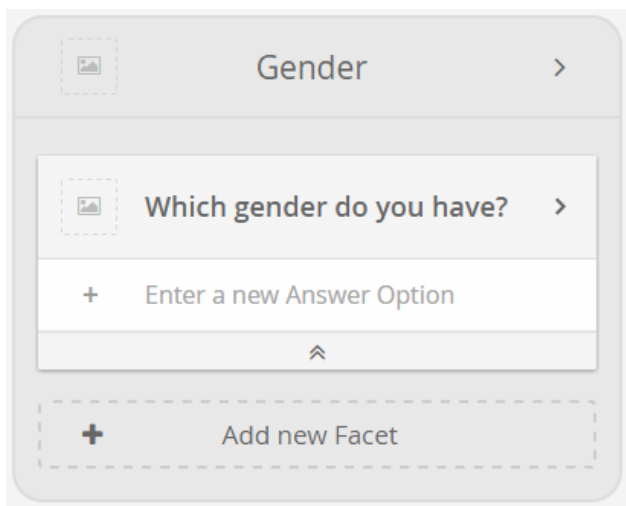 Gender
Which gender do you have?
Enter a new Answer Option
Add new Facet